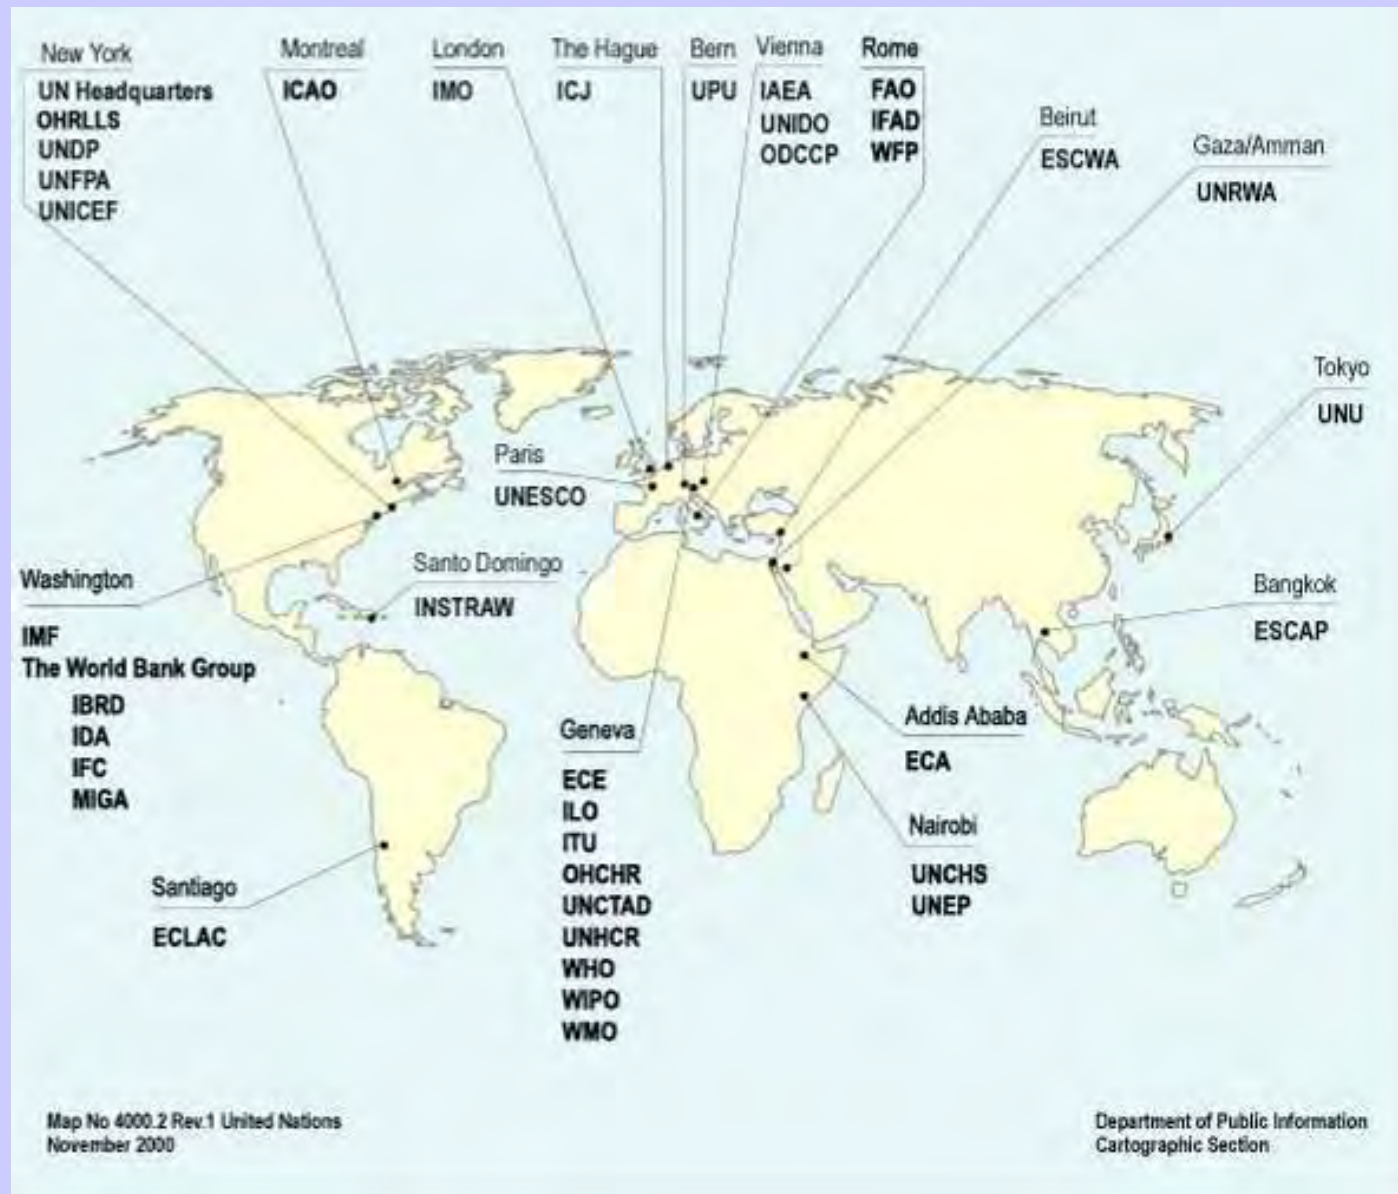 New York
UN Headquarters
OHRLLS
UNDP
UNFPA
UNICEF
Montreal
ICAO
London
IMO
The Hague
ICJ
Bern
UPU
Vienna
IAEA
UNIDO
ODCCP
Rome
FAO
IFAD
WFP
Beirut
ESCWA
Gaza/Amman
UNRWA
Tokyo
UNU
Paris
UNESCO
Washington
IMF
The World Bank Group
IBRD
IDA
IFC
MIGA
Santo Domingo
INSTRAW
Bangkok
ESCAP
Geneva
ECE
ILO
ITU
OHCHR
UNCTAD
UNHCR
WHO
WIPO
WMO
Addis Ababa
ECA
Nairobi
UNCHS
UNEP
Santiago
ECLAC
Map No 4000.2 Rev.1 United Nations
November 2000
Department of Public Information
Cartographic Section